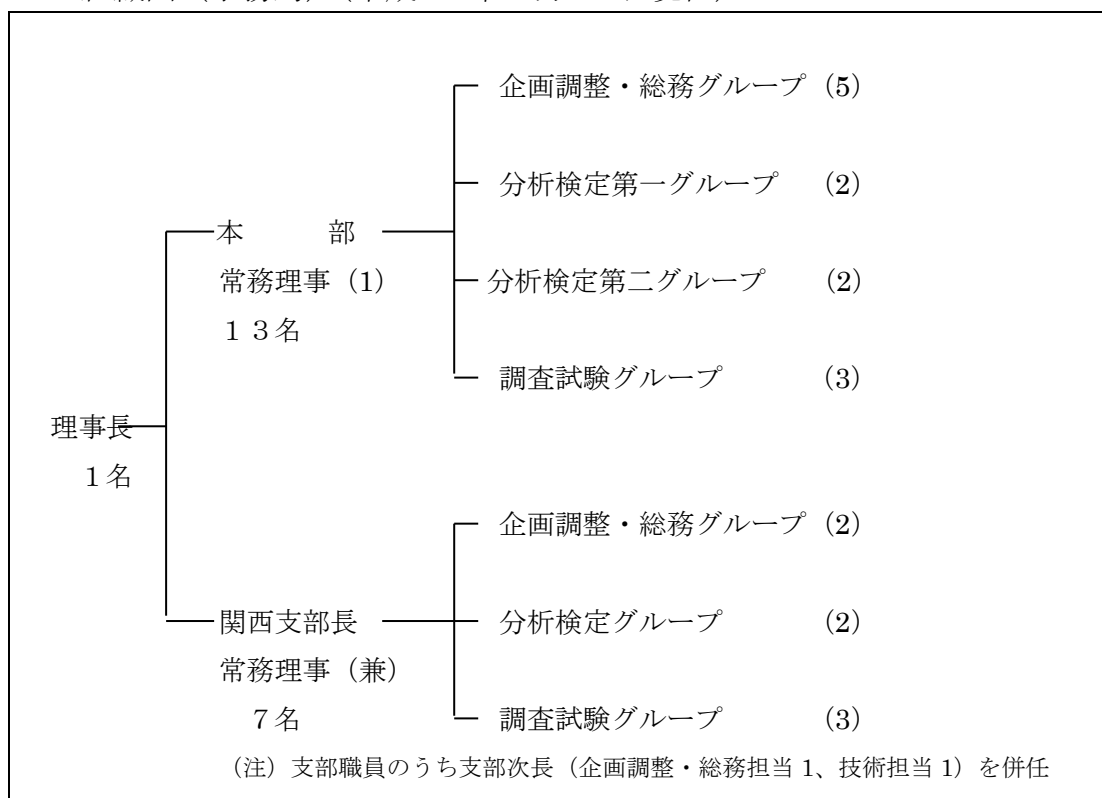 企画調整・総務グループ（5）
分析検定第一グループ　（2）
本　　部
常務理事（1）
１３名
分析検定第二グループ　（2）
調査試験グループ　（3）
理事長
１名
企画調整・総務グループ（2）
関西支部長
常務理事（兼）
７名
分析検定グループ　（2）
調査試験グループ　（3）
（注）支部職員のうち支部次長（企画調整・総務担当 1、技術担当 1）を併任